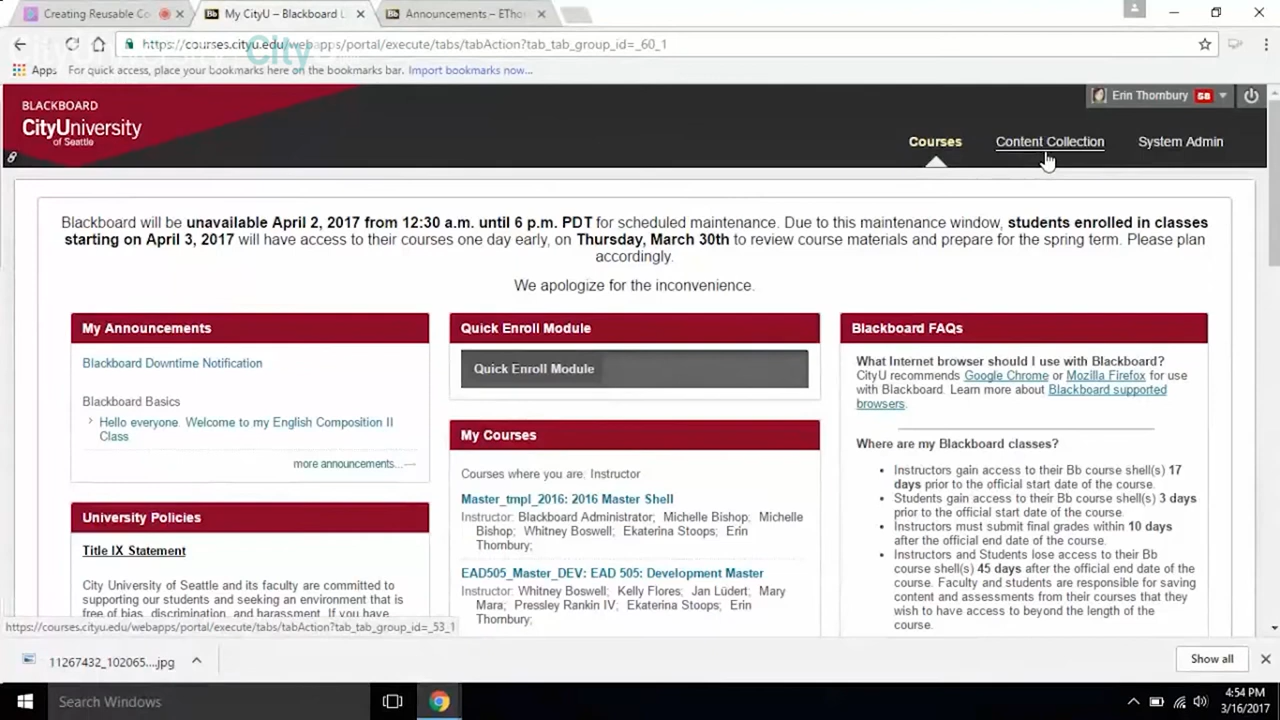 Creating Reusable Co
My CityU – Blackboard L
Announcements – EThor
https://courses.cityu.edu/webapps/portal/execute/tabs/tabAction?tab_tab_group_id=_60_1
Apps
For quick access, place your bookmarks here on the bookmarks bar. Import bookmarks now...
Erin Thornbury 58
BLACKBOARD
CityUniversity
of Seattle
Courses
Content Collection
System Admin
Blackboard will be unavailable April 2, 2017 from 12:30 a.m. until 6 p.m. PDT for scheduled maintenance. Due to this maintenance window, students enrolled in classes
starting on April 3, 2017 will have access to their courses one day early, on Thursday, March 30th to review course materials and prepare for the spring term. Please plan
accordingly.
We apologize for the inconvenience.
My Announcements
Blackboard Downtime Notification
Blackboard Basics
Hello everyone Welcome to my English Composition II
Class
more announcements...
University Policies
Title IX Statement
City University of Seattle and its faculty are committed to
supporting our students and seeking an environment that is
free of bias, discrimination, and harassment. If you have
Quick Enroll Module
Quick Enroll Module
My Courses
Courses where you are: Instructor
Master_tmpl_2016: 2016 Master Shell
Instructor: Blackboard Administrator; Michelle Bishop; Michelle
Bishop; Whitney Boswell; Ekaterina Stoops; Erin
Thornbury;
EAD505_Master_DEV: EAD 505: Development Master
Instructor: Whitney Boswell; Kelly Flores; Jan Lüdert; Mary
Mara; Pressley Rankin IV; Ekaterina Stoops; Erin
Thornbury;
Blackboard FAQs
What Internet browser should I use with Blackboard?
CityU recommends Google Chrome or Mozilla Firefox for use
with Blackboard. Learn more about Blackboard supported
browsers.
Where are my Blackboard classes?
Instructors gain access to their Bb course shell(s) 17
days prior to the official start date of the course.
Students gain access to their Bb course shell(s) 3 days
prior to the official start date of the course.
Instructors must submit final grades within 10 days
after the official end date of the course.
Instructors and Students lose access to their Bb
course shell(s) 45 days after the official end date of the
course. Faculty and students are responsible for saving
content and assessments from their courses that they
wish to have access to beyond the length of the
course.
https://courses.cityu.edu/webapps/portal/execute/tabs/tabAction?tab_tab_group_id=_53_1
11267432_102065....jpg
Show all
Search Windows
4:54 PM
3/16/2017